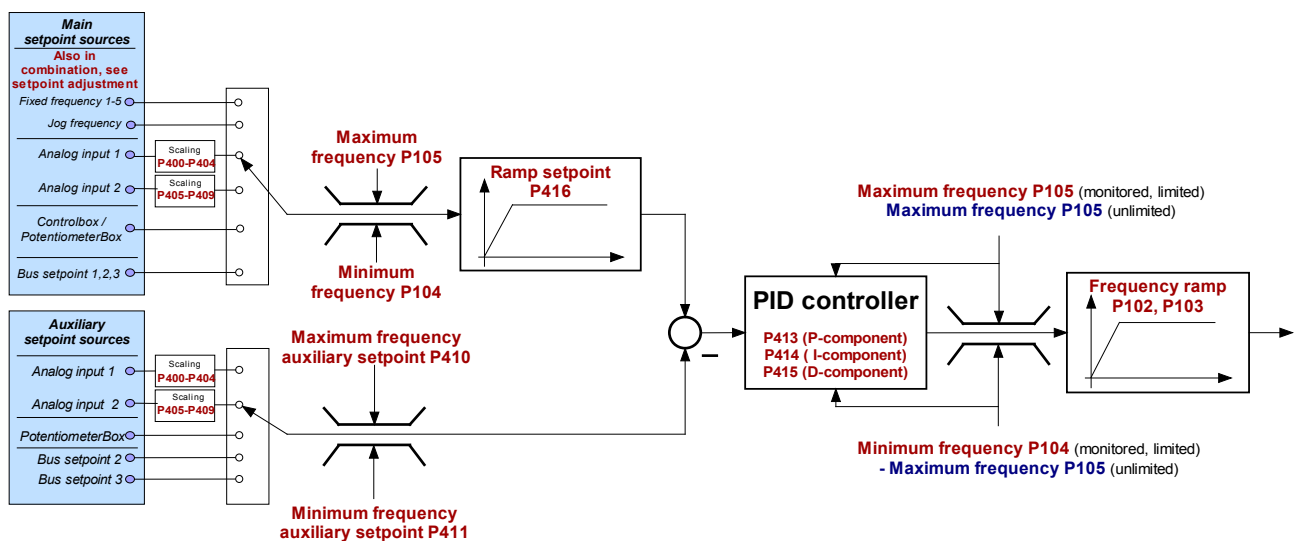 Main
setpoint sources
Also in
combination, see
setpoint adjustment
Fixed frequency 1-5
Jog frequency
Analog input 1
Scaling
P400-P404
Analog input 2
Scaling
P405-P409
Controlbox /
PotentiometerBox
Bus setpoint 1,2,3
Maximum
frequency P105
Minimum
frequency P104
Ramp setpoint
P416
Auxiliary
setpoint sources
Analog input 1
Scaling
P400-P404
Analog input 2
Scaling
P405-P409
PotentiometerBox
Bus setpoint 2
Bus setpoint 3
Maximum frequency
auxiliary setpoint P410
Minimum frequency
auxiliary setpoint P411
–
PID controller
P413 (P-component)
P414 ( I-component)
P415 (D-component)
Maximum frequency P105 (monitored, limited)
Maximum frequency P105 (unlimited)
Minimum frequency P104 (monitored, limited)
- Maximum frequency P105 (unlimited)
Frequency ramp
P102, P103